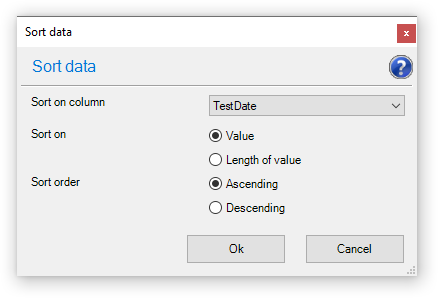 Sort data
x
Sort data
?
Sort on column TestDate
Sort on Value
Length of value
Sort order Ascending
Descending
Ok Cancel